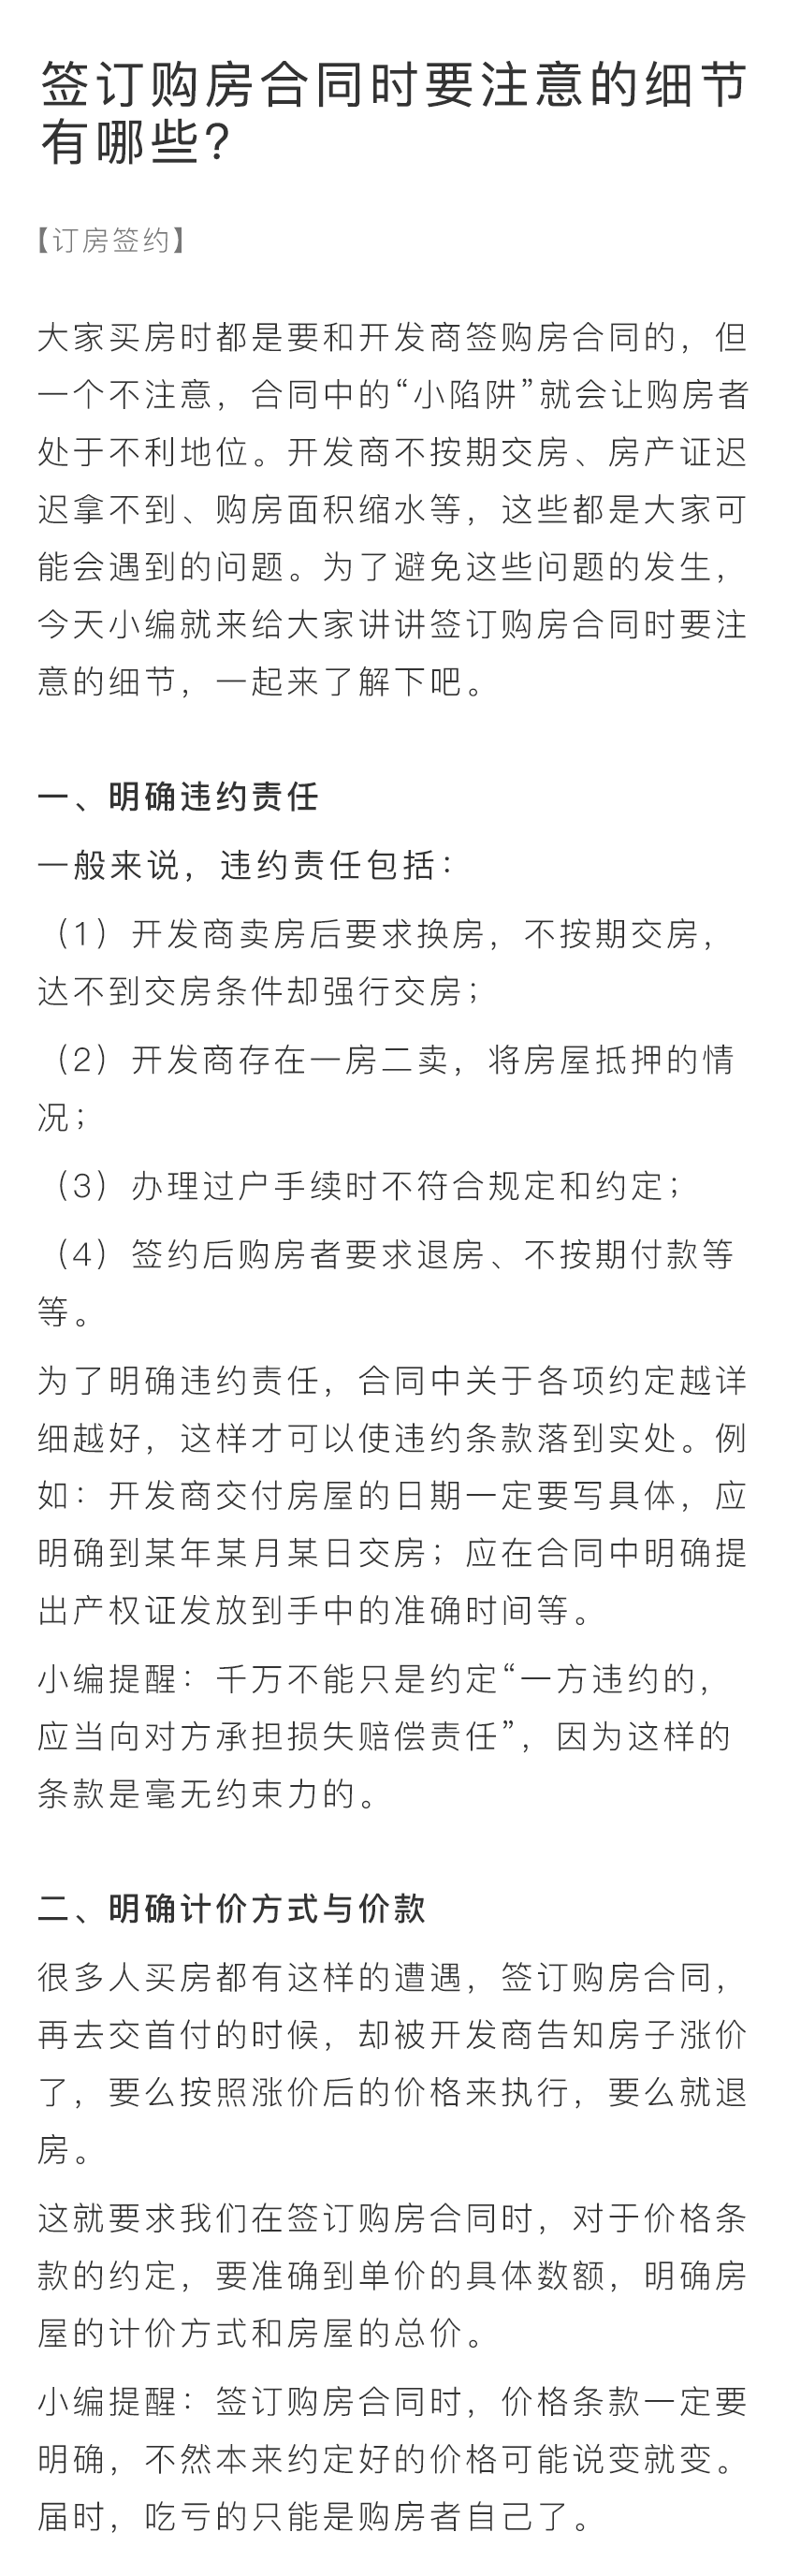 签订购房合同时要注意的细节
有哪些?
【订房签约】
大家买房时都是要和开发商签购房合同的，但
一个不注意，合同中的“小陷阱”就会让购房者
处于不利地位。开发商不按期交房、房产证迟
迟拿不到、购房面积缩水等，这些都是大家可
能会遇到的问题。为了避免这些问题的发生，
今天小编就来给大家讲讲签订购房合同时要注
意的细节，一起来了解下吧。
一、明确违约责任
一般来说，违约责任包括：
（1）开发商卖房后要求换房，不按期交房，
达不到交房条件却强行交房；
（2）开发商存在一房二卖，将房屋抵押的情
况；
（3）办理过户手续时不符合规定和约定；
（4）签约后购房者要求退房、不按期付款等
等。
为了明确违约责任，合同中关于各项约定越详
细越好，这样才可以使违约条款落到实处。例
如：开发商交付房屋的日期一定要写具体，应
明确到某年某月某日交房；应在合同中明确提
出产权证发放到手中的准确时间等。
小编提醒：千万不能只是约定“一方违约的，
应当向对方承担损失赔偿责任”，因为这样的
条款是毫无约束力的。
二、明确计价方式与价款
很多人买房都有这样的遭遇，签订购房合同，
再去交首付的时候，却被开发商告知房子涨价
了，要么按照涨价后的价格来执行，要么就退
房。
这就要求我们在签订购房合同时，对于价格条
款的约定，要准确到单价的具体数额，明确房
屋的计价方式和房屋的总价。
小编提醒：签订购房合同时，价格条款一定要
明确，不然本来约定好的价格可能说变就变。
届时，吃亏的只能是购房者自己了。